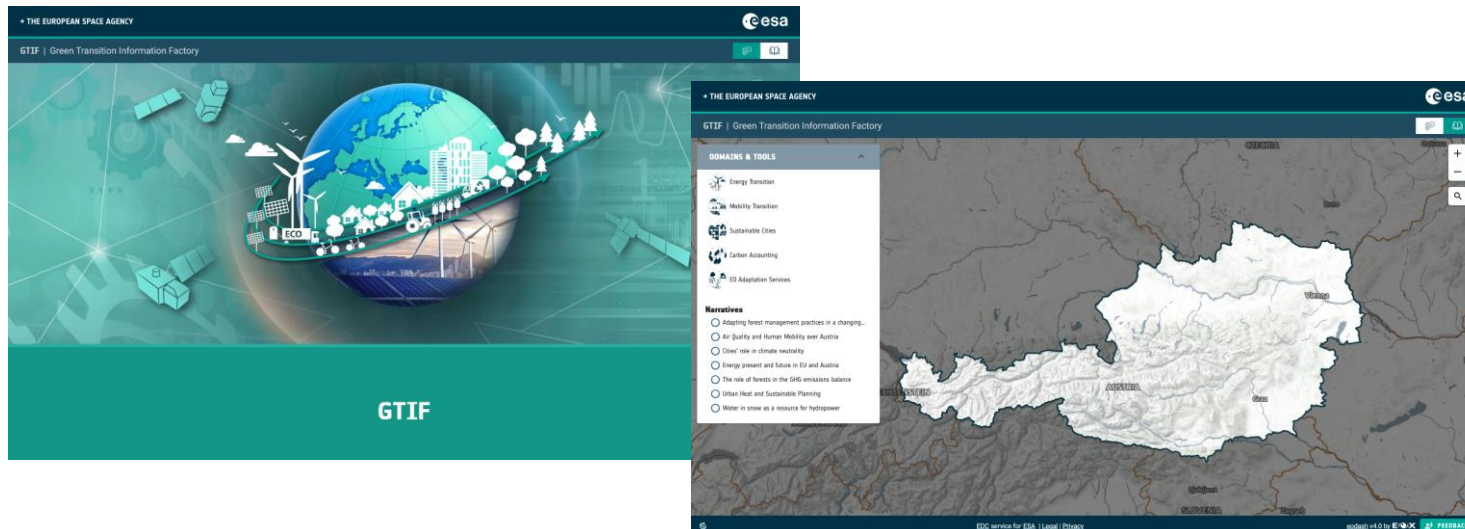 → THE EUROPEAN SPACE AGENCY
esa
GTIF | Green Transition Information Factory
ECO
GTIF
→ THE EUROPEAN SPACE AGENCY
esa
GTIF | Green Transition Information Factory
DOMAINS & TOOLS
Energy Transition
Mobility Transition
Sustainable Cities
Carbon Accounting
EO Adaptation Services
Narratives
Adapting forest management practices in a changing...
Air Quality and Human Mobility over Austria
Cities' role in climate neutrality
Energy present and future in EU and Austria
The role of forests in the GHG emissions balance
Urban Heat and Sustainable Planning
Water in snow as a resource for hydropower
CZECHIA
Brno
Vienna
AUSTRIA
Graz
SLOVENIA
Zagreb
EDC service for ESA | Legal | Privacy
eodash v4.0 by EOX
FEEDBACK